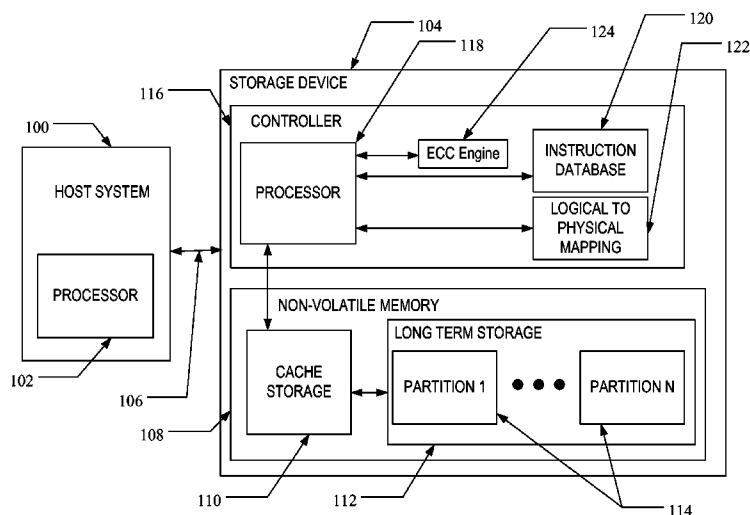 104
118
124
120
122
STORAGE DEVICE
116
CONTROLLER
100
HOST SYSTEM
PROCESSOR
ECC Engine
INSTRUCTION
DATABASE
LOGICAL TO
PHYSICAL
MAPPING
PROCESSOR
NON-VOLATILE MEMORY
LONG TERM STORAGE
CACHE
STORAGE
PARTITION 1
PARTITION N
102
106
108
110
112
114